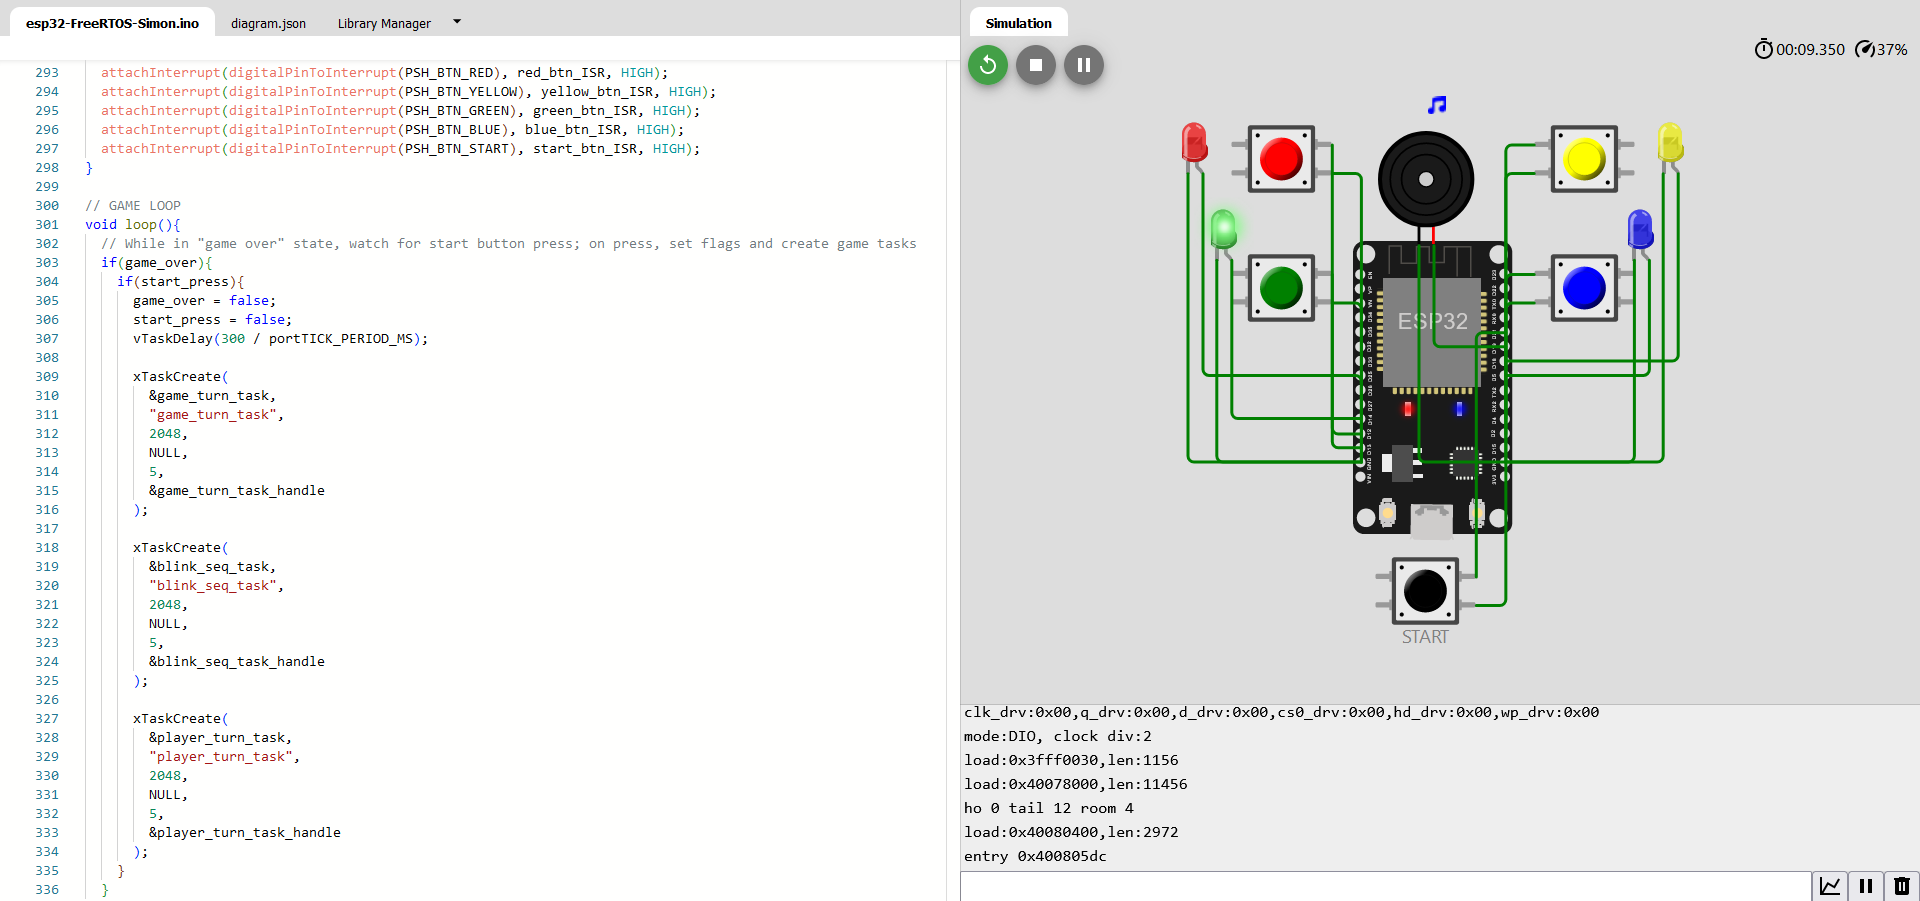 esp32-FreeRTOS-Simon.ino diagram.json Library Manager
293 attachInterrupt(digitalPinToInterrupt(PSH_BTN_RED), red_btn_ISR, HIGH);
294 attachInterrupt(digitalPinToInterrupt(PSH_BTN_YELLOW), yellow_btn_ISR, HIGH);
295 attachInterrupt(digitalPinToInterrupt(PSH_BTN_GREEN), green_btn_ISR, HIGH);
296 attachInterrupt(digitalPinToInterrupt(PSH_BTN_BLUE), blue_btn_ISR, HIGH);
297 attachInterrupt(digitalPinToInterrupt(PSH_BTN_START), start_btn_ISR, HIGH);
298 }
299
300 // GAME LOOP
301 void loop(){
302 // While in "game over" state, watch for start button press; on press, set flags and create game tasks
303 if(game_over){
304 if(start_press){
305 game_over = false;
306 start_press = false;
307 vTaskDelay(300 / portTICK_PERIOD_MS);
308
309 xTaskCreate(
310 &game_turn_task,
311 "game_turn_task",
312 2048,
313 NULL,
314 5,
315 &game_turn_task_handle
316 );
317
318 xTaskCreate(
319 &blink_seq_task,
320 "blink_seq_task",
321 2048,
322 NULL,
323 5,
324 &blink_seq_task_handle
325 );
326
327 xTaskCreate(
328 &player_turn_task,
329 "player_turn_task",
330 2048,
331 NULL,
332 5,
333 &player_turn_task_handle
334 );
335 }
336 }
Simulation
00:09.350 37%
ESP32
START
clk_drv:0x00,q_drv:0x00,d_drv:0x00,cs0_drv:0x00,hd_drv:0x00,wp_drv:0x00
mode:DIO, clock div:2
load:0x3fff0030,len:1156
load:0x40078000,len:11456
ho 0 tail 12 room 4
load:0x40080400,len:2972
entry 0x400805dc